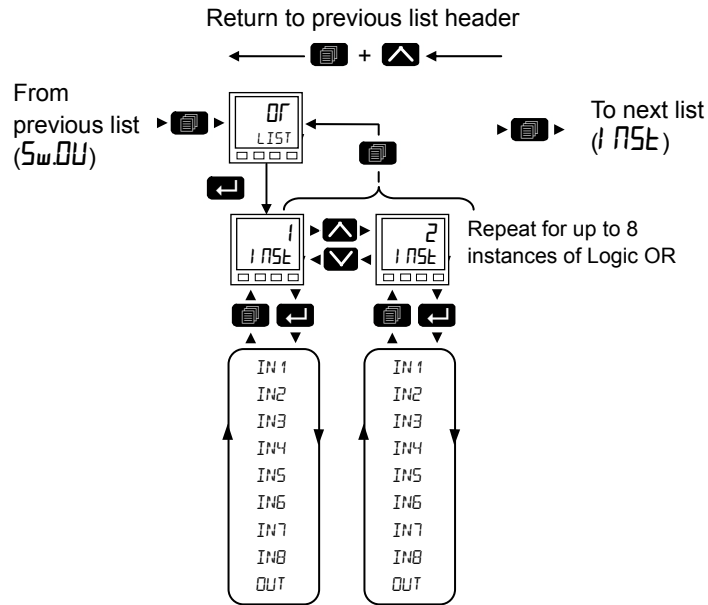 Return to previous list header
+
From
previous list
(Sw.OV)
or
LIST
To next list
(INSt)
1
INSt
2
INSt
Repeat for up to 8
instances of Logic OR
IN1
IN2
IN3
IN4
IN5
IN6
IN7
IN8
OUT
IN1
IN2
IN3
IN4
IN5
IN6
IN7
IN8
OUT